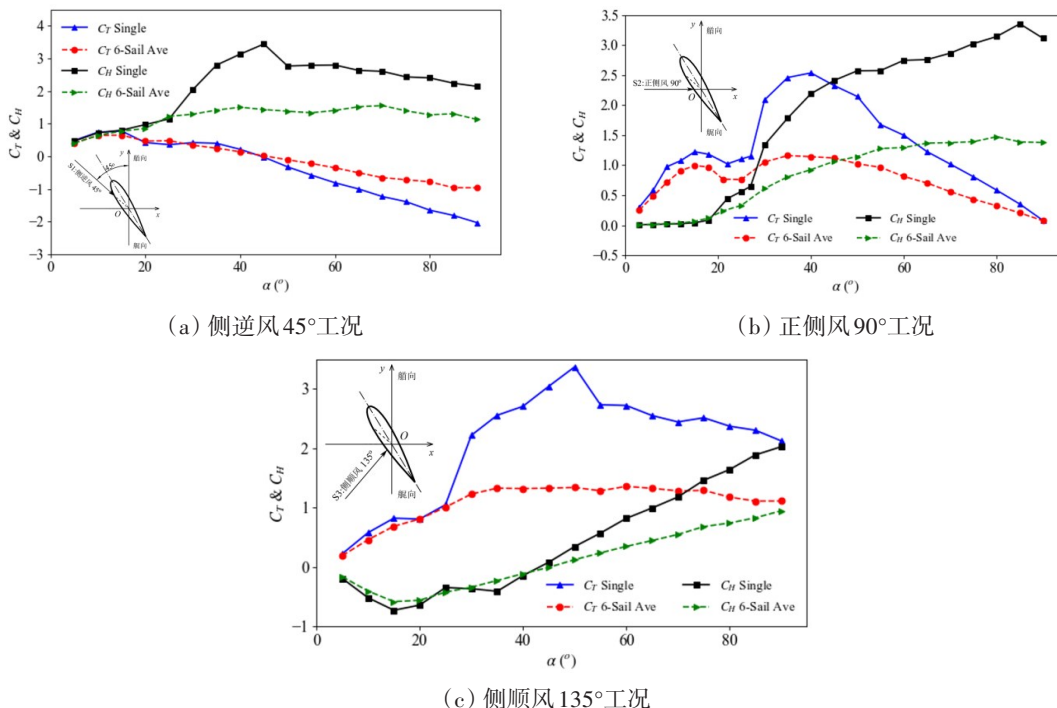 4
3
2
1
0
−1
−2
−3
C_T & C_H
C_T Single
C_T 6-Sail Ave
C_H Single
C_H 6-Sail Ave
y
船向
45°
S1:侧逆风45°
O
x
艉向
0
20
40
60
80
α (°)
(a) 侧逆风45°工况
3.5
3.0
2.5
2.0
1.5
1.0
0.5
0.0
−0.5
C_T & C_H
y
船向
S2:正侧风90°
O
x
艉向
C_T Single
C_T 6-Sail Ave
C_H Single
C_H 6-Sail Ave
0
20
40
60
80
α (°)
(b) 正侧风90°工况
3
2
1
0
−1
C_T & C_H
y
船向
O
x
S3:侧顺风135°
艉向
C_T Single
C_T 6-Sail Ave
C_H Single
C_H 6-Sail Ave
0
20
40
60
80
α (°)
(c) 侧顺风135°工况